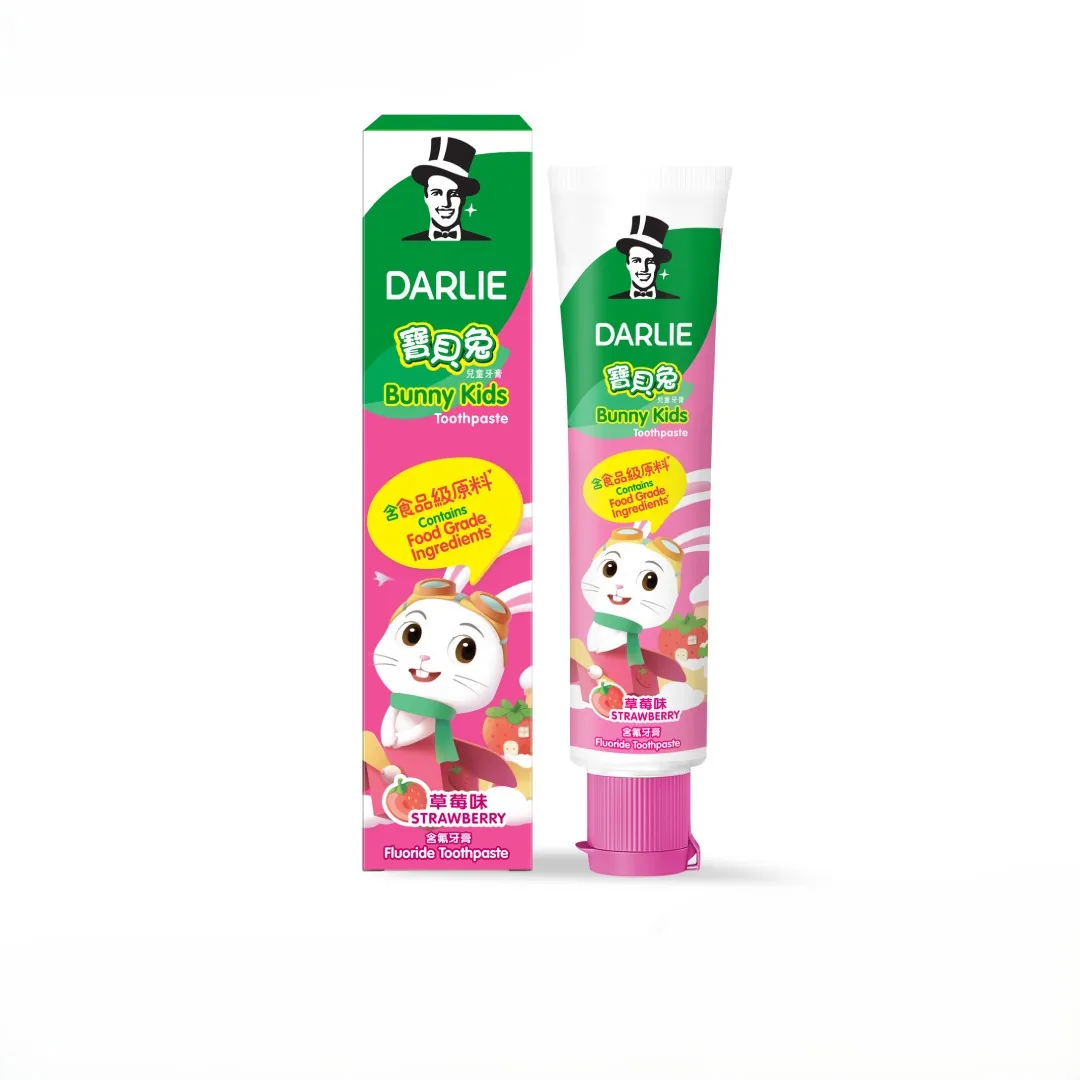 DARLIE
寶貝兔
兒童牙膏
Bunny Kids
Toothpaste
含食品級原料
Contains
Food Grade
Ingredients
草莓味
STRAWBERRY
含氟牙膏
Fluoride Toothpaste
DARLIE
寶貝兔
兒童牙膏
Bunny Kids
Toothpaste
含食品級原料
Contains
Food Grade
Ingredients
草莓味
STRAWBERRY
含氟牙膏
Fluoride Toothpaste